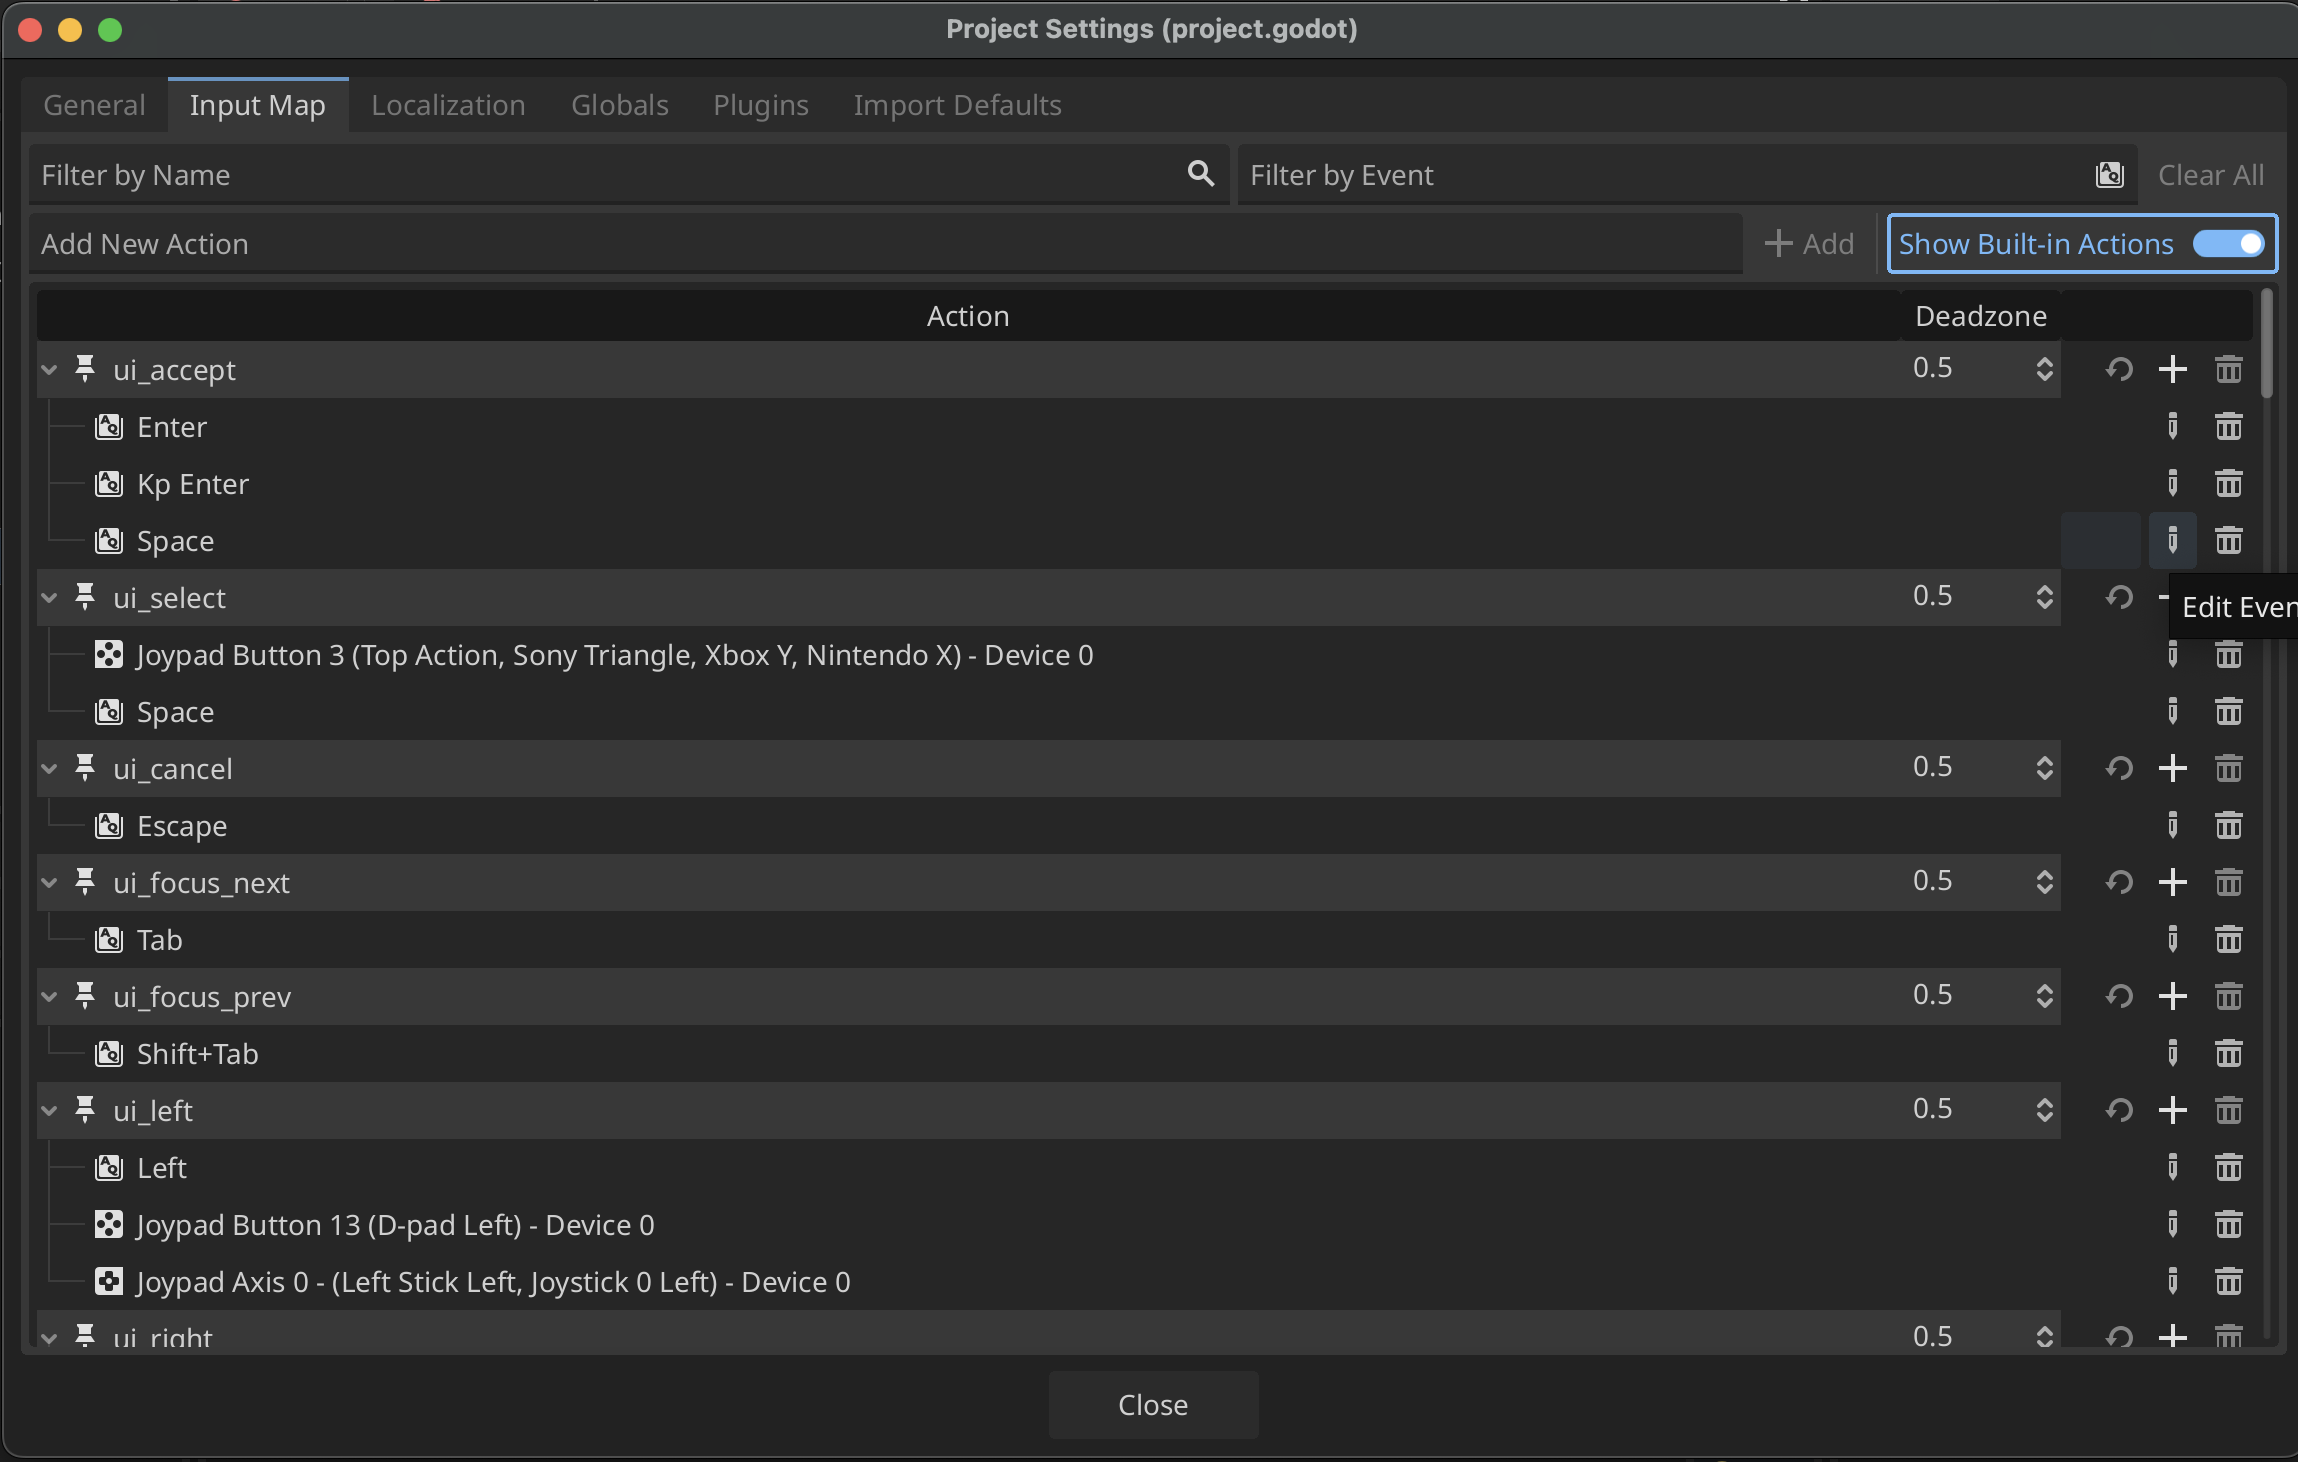 Project Settings (project.godot)
General Input Map Localization Globals Plugins Import Defaults
Filter by Name Filter by Event Clear All
Add New Action Add Show Built-in Actions
Action Deadzone
ui_accept 0.5
Enter
Kp Enter
Space
ui_select 0.5
Edit Even
Joypad Button 3 (Top Action, Sony Triangle, Xbox Y, Nintendo X) - Device 0
Space
ui_cancel 0.5
Escape
ui_focus_next 0.5
Tab
ui_focus_prev 0.5
Shift+Tab
ui_left 0.5
Left
Joypad Button 13 (D-pad Left) - Device 0
Joypad Axis 0 - (Left Stick Left, Joystick 0 Left) - Device 0
ui_right 0.5
Close